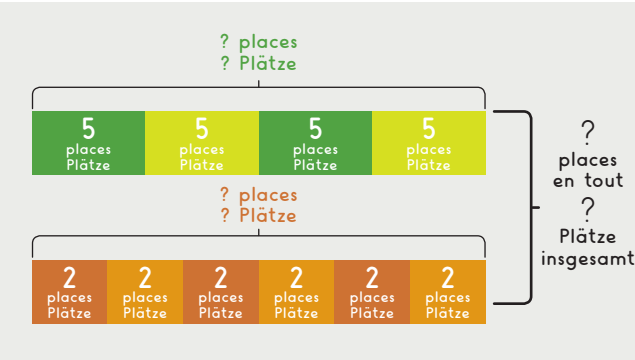 ? places
? Plätze
5 5 5 5
places places places places
Plätze Plätze Plätze Plätze
? places
? Plätze
2 2 2 2 2 2
places places places places places places
Plätze Plätze Plätze Plätze Plätze Plätze
?
places
en tout
?
Plätze
insgesamt